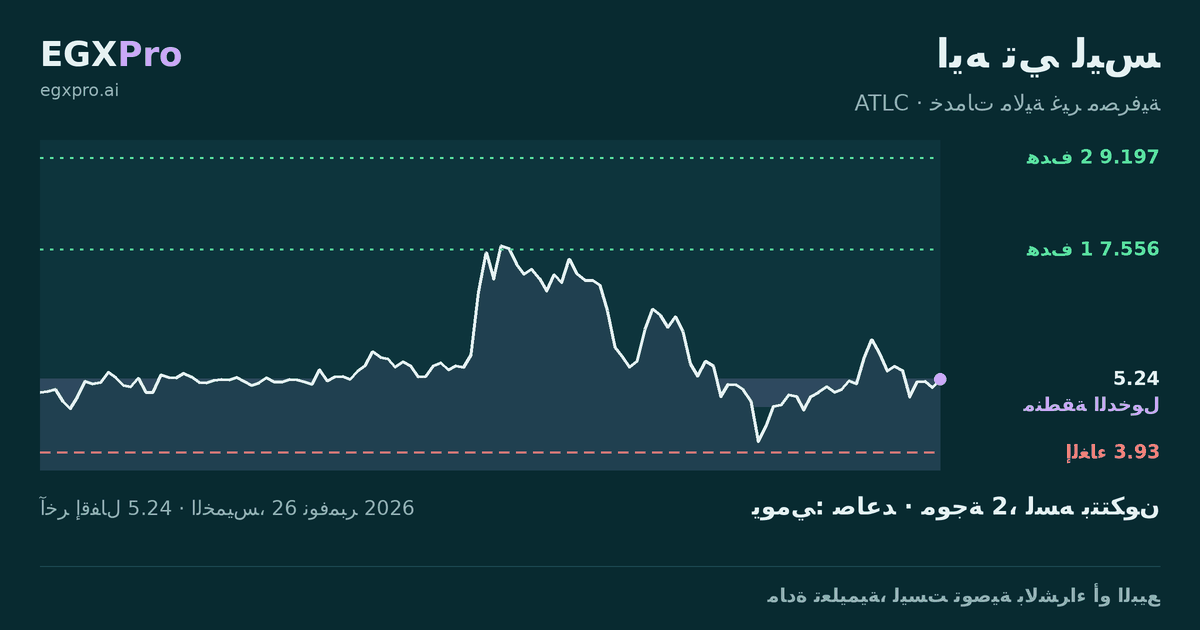 EGXPro
egxpro.ai
ايه تي ليس
ATLC · خدمات مالية غير مصرفية
هدف 2 9.197
هدف 1 7.556
5.24
منطقة الدخول
إلغاء 3.93
يومي: صاعد · موجة 2، لسه بتتكون
آخر إقفال 5.24 · الخميس، 26 نوفمبر 2026
مادة تعليمية، ليست توصية بالشراء أو البيع